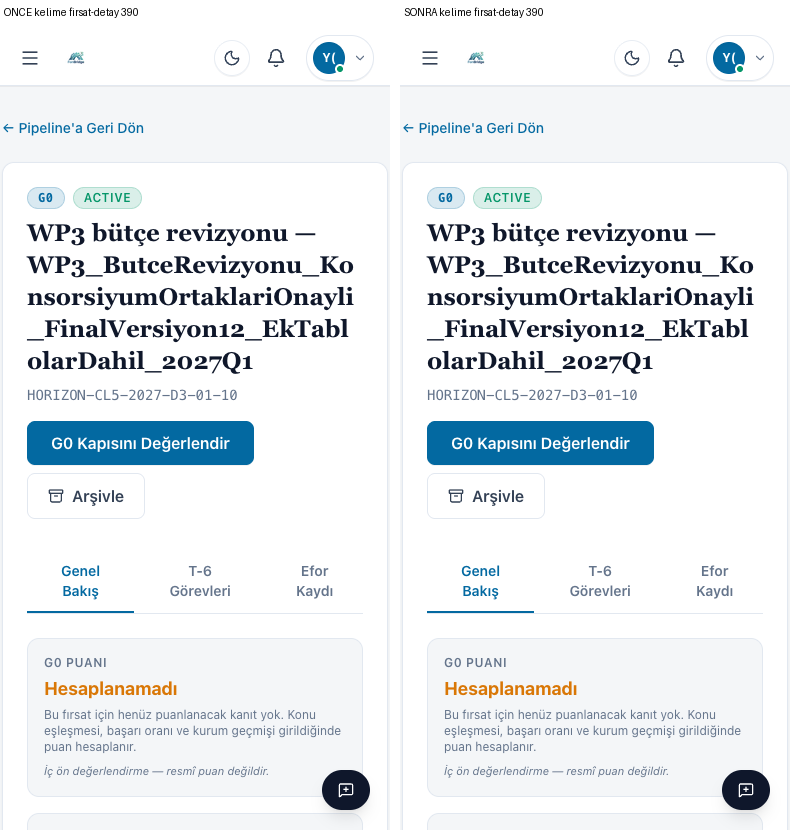 ONCE kelime firsat-detay 390
Y(
← Pipeline'a Geri Dön
G0 ACTIVE
WP3 bütçe revizyonu —
WP3_ButceRevizyonu_Ko
nsorsiyumOrtaklariOnayli
_FinalVersiyon12_EkTabl
olarDahil_2027Q1
HORIZON-CL5-2027-D3-01-10
G0 Kapısını Değerlendir
Arşivle
Genel Bakış
T-6 Görevleri
Efor Kaydı
G0 PUANI
Hesaplanamadı
Bu fırsat için henüz puanlanacak kanıt yok. Konu
eşleşmesi, başarı oranı ve kurum geçmişi girildiğinde
puan hesaplanır.
İç ön değerlendirme — resmî puan değildir.
SONRA kelime firsat-detay 390
Y(
← Pipeline'a Geri Dön
G0 ACTIVE
WP3 bütçe revizyonu —
WP3_ButceRevizyonu_Ko
nsorsiyumOrtaklariOnayli
_FinalVersiyon12_EkTabl
olarDahil_2027Q1
HORIZON-CL5-2027-D3-01-10
G0 Kapısını Değerlendir
Arşivle
Genel Bakış
T-6 Görevleri
Efor Kaydı
G0 PUANI
Hesaplanamadı
Bu fırsat için henüz puanlanacak kanıt yok. Konu
eşleşmesi, başarı oranı ve kurum geçmişi girildiğinde
puan hesaplanır.
İç ön değerlendirme — resmî puan değildir.